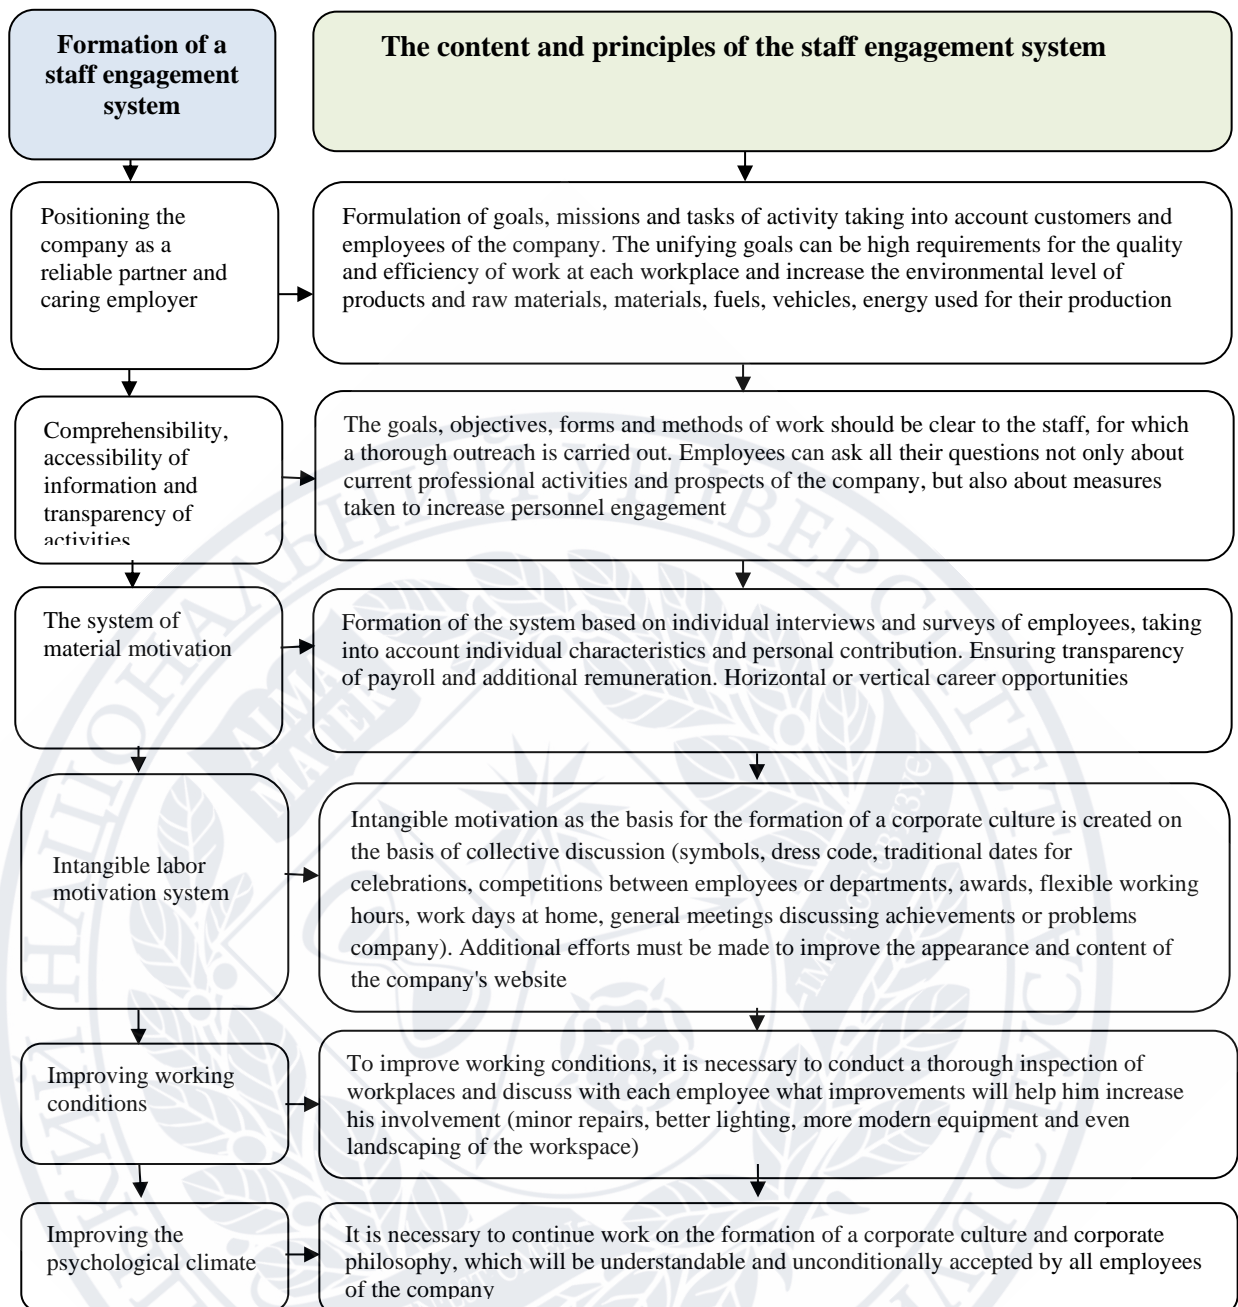 Formation of a
staff engagement
system
The content and principles of the staff engagement system
Positioning the
company as a
reliable partner and
caring employer
Formulation of goals, missions and tasks of activity taking into account customers and
employees of the company. The unifying goals can be high requirements for the quality
and efficiency of work at each workplace and increase the environmental level of
products and raw materials, materials, fuels, vehicles, energy used for their production
Comprehensibility,
accessibility of
information and
transparency of
activities
The goals, objectives, forms and methods of work should be clear to the staff, for which
a thorough outreach is carried out. Employees can ask all their questions not only about
current professional activities and prospects of the company, but also about measures
taken to increase personnel engagement
The system of
material motivation
Formation of the system based on individual interviews and surveys of employees, taking
into account individual characteristics and personal contribution. Ensuring transparency
of payroll and additional remuneration. Horizontal or vertical career opportunities
Intangible labor
motivation system
Intangible motivation as the basis for the formation of a corporate culture is created on
the basis of collective discussion (symbols, dress code, traditional dates for
celebrations, competitions between employees or departments, awards, flexible working
hours, work days at home, general meetings discussing achievements or problems
company). Additional efforts must be made to improve the appearance and content of
the company's website
Improving working
conditions
To improve working conditions, it is necessary to conduct a thorough inspection of
workplaces and discuss with each employee what improvements will help him increase
his involvement (minor repairs, better lighting, more modern equipment and even
landscaping of the workspace)
Improving the
psychological climate
It is necessary to continue work on the formation of a corporate culture and corporate
philosophy, which will be understandable and unconditionally accepted by all employees
of the company
НАЦІОНАЛЬНИЙ УНІВЕРСИТЕТ
ALMA
MATER